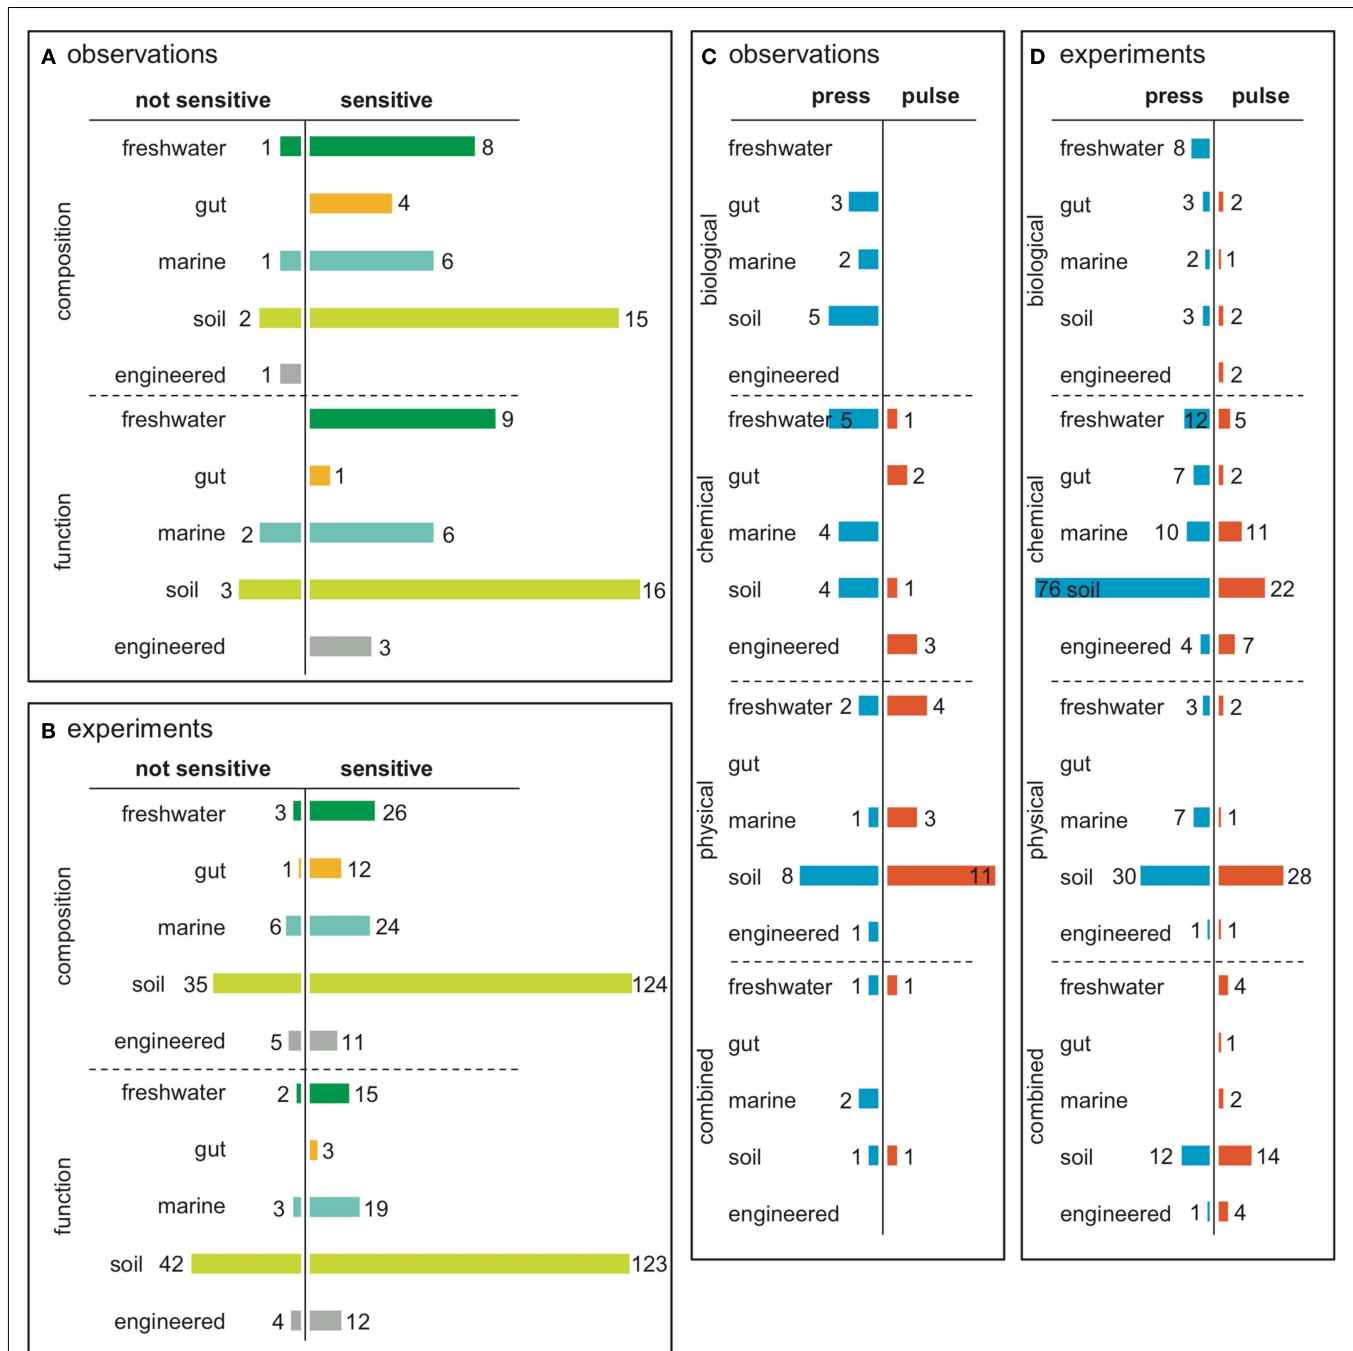 A observations
not sensitive sensitive
composition
freshwater 1 8
gut 4
marine 1 6
soil 2 15
engineered 1
function
freshwater 9
gut 1
marine 2 6
soil 3 16
engineered 3
B experiments
not sensitive sensitive
composition
freshwater 3 26
gut 1 12
marine 6 24
soil 35 124
engineered 5 11
function
freshwater 2 15
gut 3
marine 3 19
soil 42 123
engineered 4 12
C observations
press pulse
biological
freshwater
gut 3
marine 2
soil 5
engineered
chemical
freshwater 5 1
gut 2
marine 4
soil 4 1
engineered 3
physical
freshwater 2 4
gut
marine 1 3
soil 8 11
engineered 1
combined
freshwater 1 1
gut
marine 2
soil 1 1
engineered
D experiments
press pulse
biological
freshwater 8
gut 3 2
marine 2 1
soil 3 2
engineered 2
chemical
freshwater 12 5
gut 7 2
marine 10 11
76 soil 22
engineered 4 7
physical
freshwater 3 2
gut
marine 7 1
soil 30 28
engineered 1 1
combined
freshwater 4
gut 1
marine 2
soil 12 14
engineered 1 4